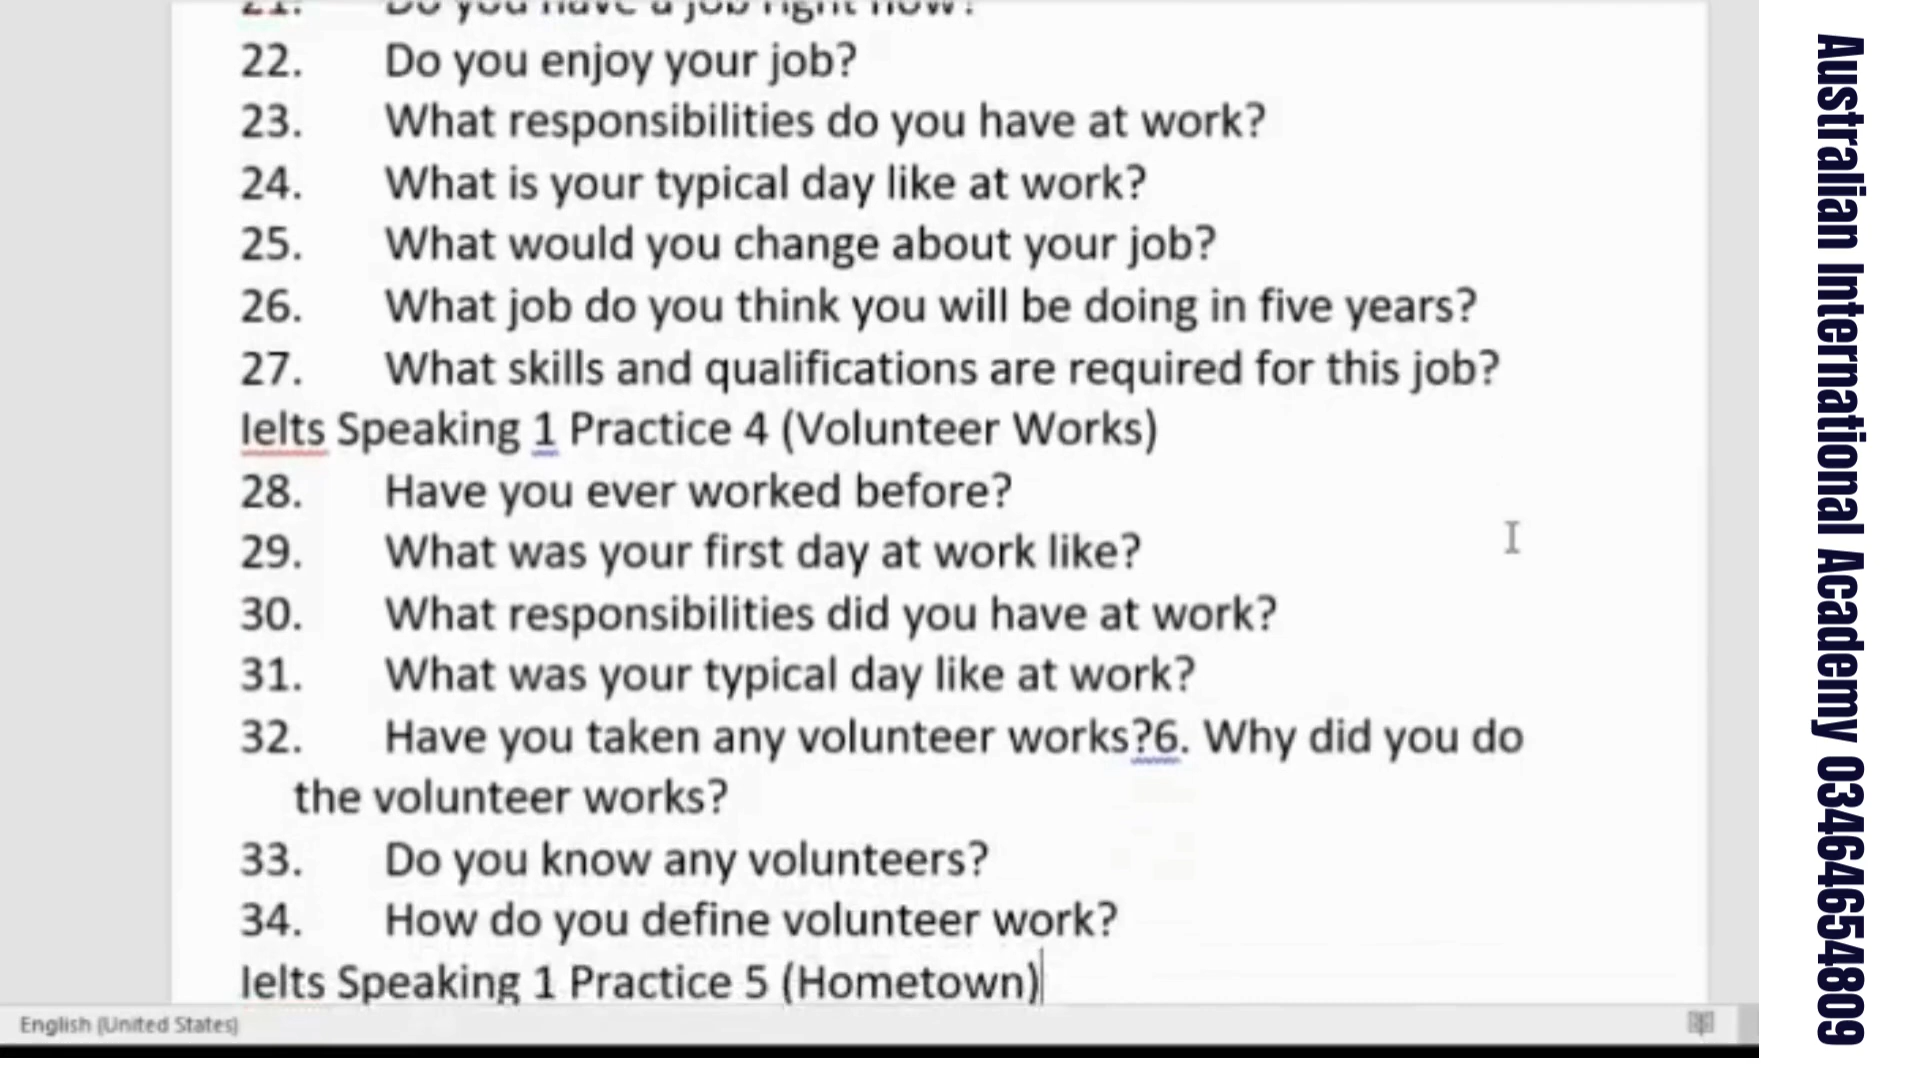 21. Do you have a job right now?
22. Do you enjoy your job?
23. What responsibilities do you have at work?
24. What is your typical day like at work?
25. What would you change about your job?
26. What job do you think you will be doing in five years?
27. What skills and qualifications are required for this job?
Ielts Speaking 1 Practice 4 (Volunteer Works)
28. Have you ever worked before?
29. What was your first day at work like?
30. What responsibilities did you have at work?
31. What was your typical day like at work?
32. Have you taken any volunteer works?6. Why did you do
the volunteer works?
33. Do you know any volunteers?
34. How do you define volunteer work?
Ielts Speaking 1 Practice 5 (Hometown)
English (United States)
Australian International Academy 03464654809